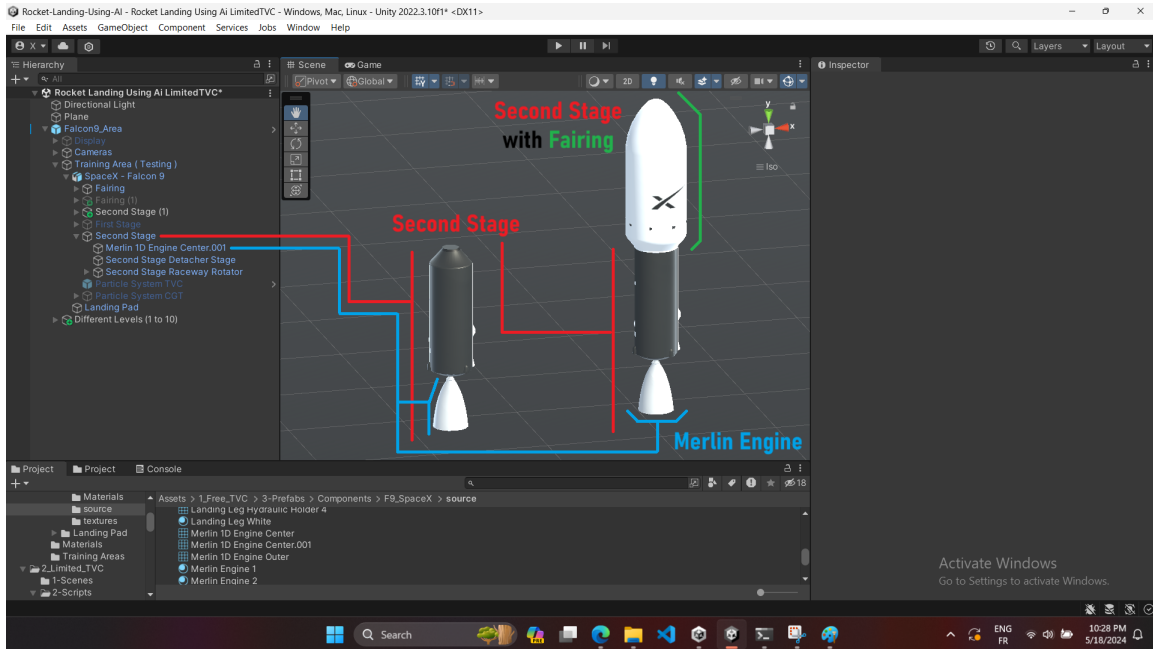 Rocket-Landing-Using-AI - Rocket Landing Using Ai LimitedTVC - Windows, Mac, Linux - Unity 2022.3.10f1* <DX11>
File Edit Assets GameObject Component Services Jobs Window Help
X
Layers
Layout
Hierarchy
All
Rocket Landing Using Ai LimitedTVC*
Directional Light
Plane
Falcon9_Area
Display
Cameras
Training Area ( Testing )
SpaceX - Falcon 9
Fairing
Fairing (1)
Second Stage (1)
First Stage
Second Stage
Merlin 1D Engine Center.001
Second Stage Detacher Stage
Second Stage Raceway Rotator
Particle System TVC
Particle System CGT
Landing Pad
Different Levels (1 to 10)
Scene
Game
Pivot
Global
2D
Second Stage
with Fairing
Second Stage
Merlin Engine
y
x
Iso
Inspector
Project
Project
Console
18
Materials
source
textures
Landing Pad
Materials
Training Areas
2_Limited_TVC
1-Scenes
2-Scripts
Assets > 1_Free_TVC > 3-Prefabs > Components > F9_SpaceX > source
Landing Leg Hydraulic Holder 4
Landing Leg White
Merlin 1D Engine Center
Merlin 1D Engine Center.001
Merlin 1D Engine Outer
Merlin Engine 1
Merlin Engine 2
Activate Windows
Go to Settings to activate Windows.
Search
PRE
ENG
FR
10:28 PM
5/18/2024